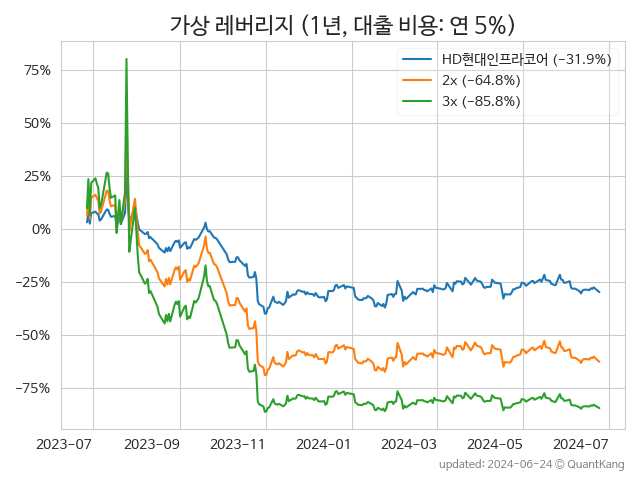 가상 레버리지 (1년, 대출 비용: 연 5%)
HD현대인프라코어 (−31.9%)
2x (−64.8%)
3x (−85.8%)
75%
50%
25%
0%
−25%
−50%
−75%
2023-07 2023-09 2023-11 2024-01 2024-03 2024-05 2024-07
updated: 2024-06-24 © QuantKang